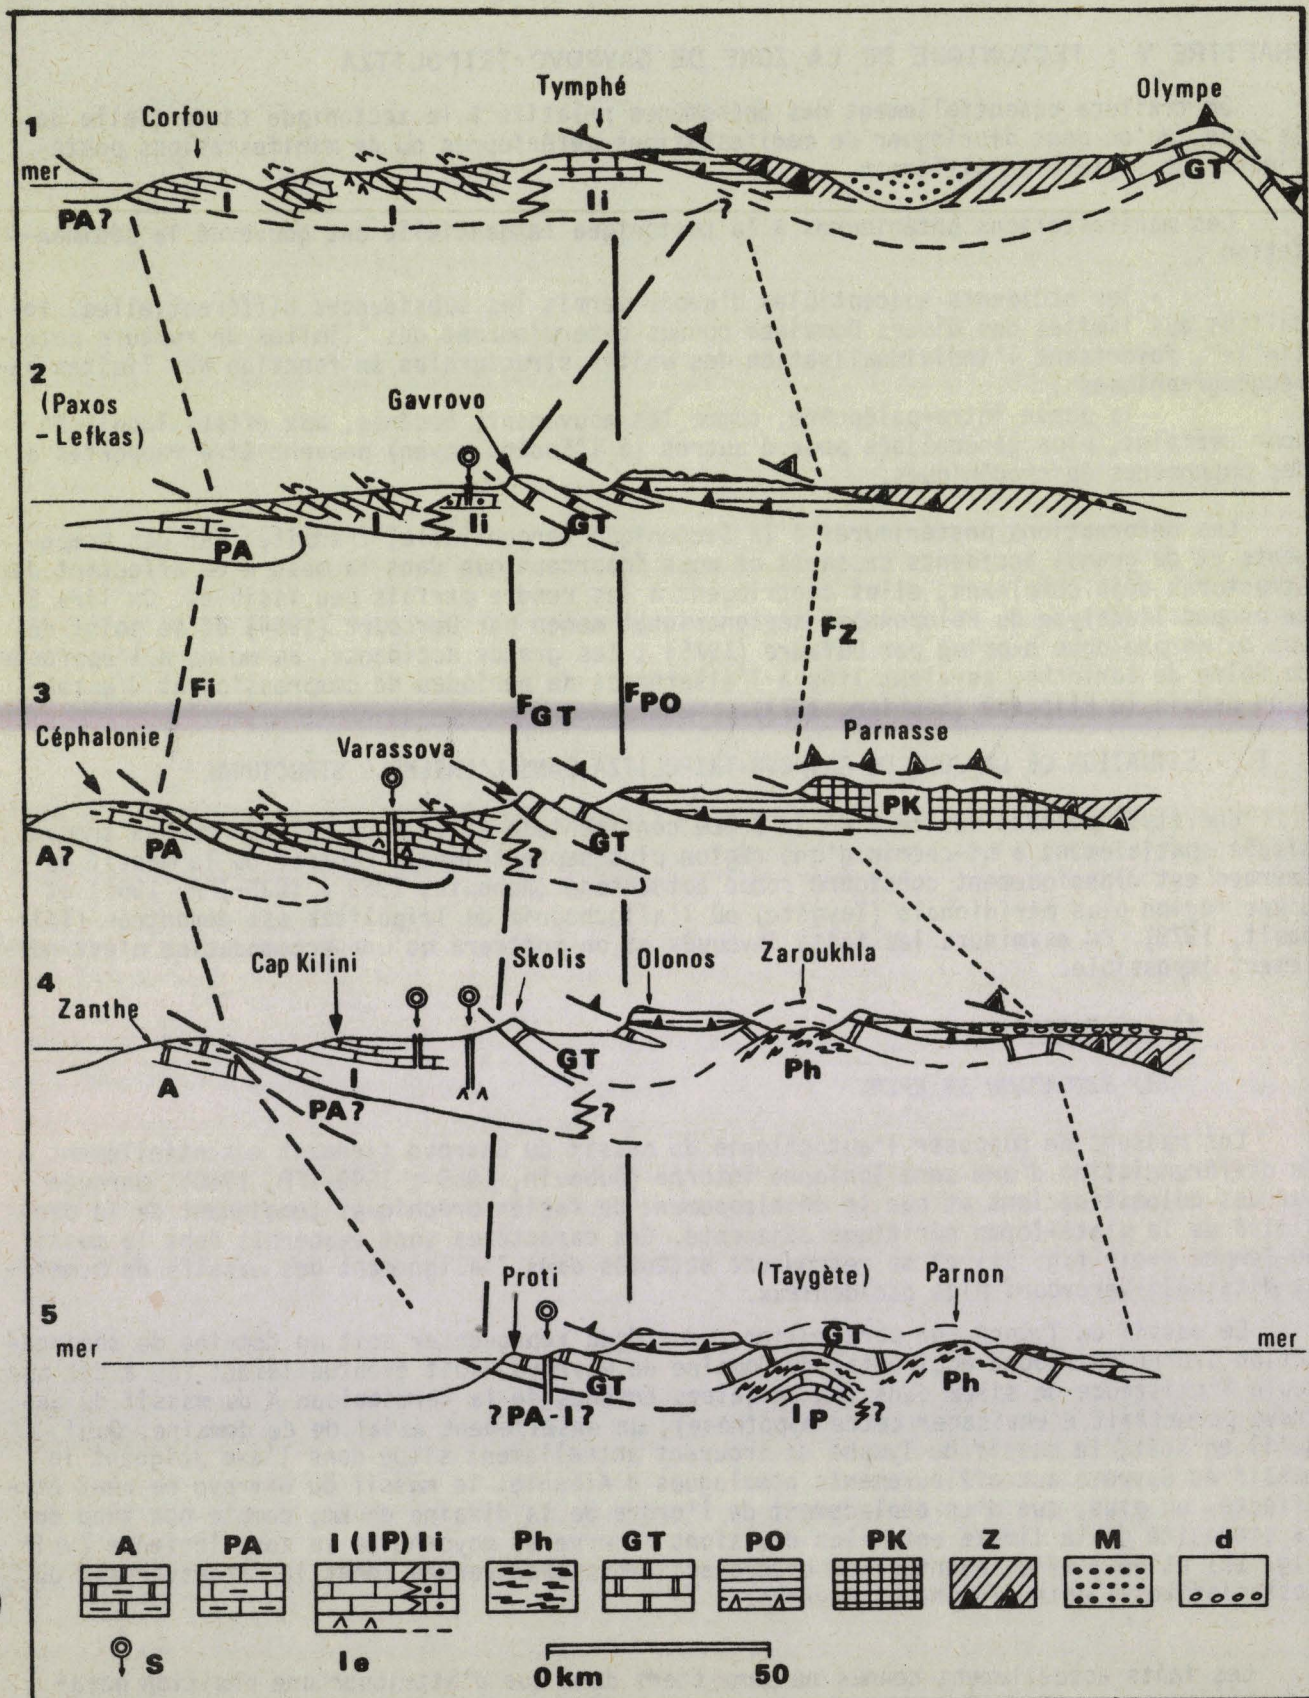 Tymphé
Olympe
Corfou
1
mer
PA?
I
I
Ii
?
GT
2
(Paxos
-Lefkas)
Gavrovo
PA
I
Ii
GT
FZ
3
Fi
FGT
FPO
Céphalonie
Varassova
Parnasse
PK
A?
PA
I
?
GT
4
Cap Kilini
Skolis
Olonos
Zaroukhla
Zanthe
A
I
PA?
GT
?
Ph
5
Proti
(Taygète)
Parnon
mer
GT
mer
GT
?PA-I?
IP
?
Ph
A PA I(IP)Ii Ph GT PO PK Z M d
S
Ie
0km 50